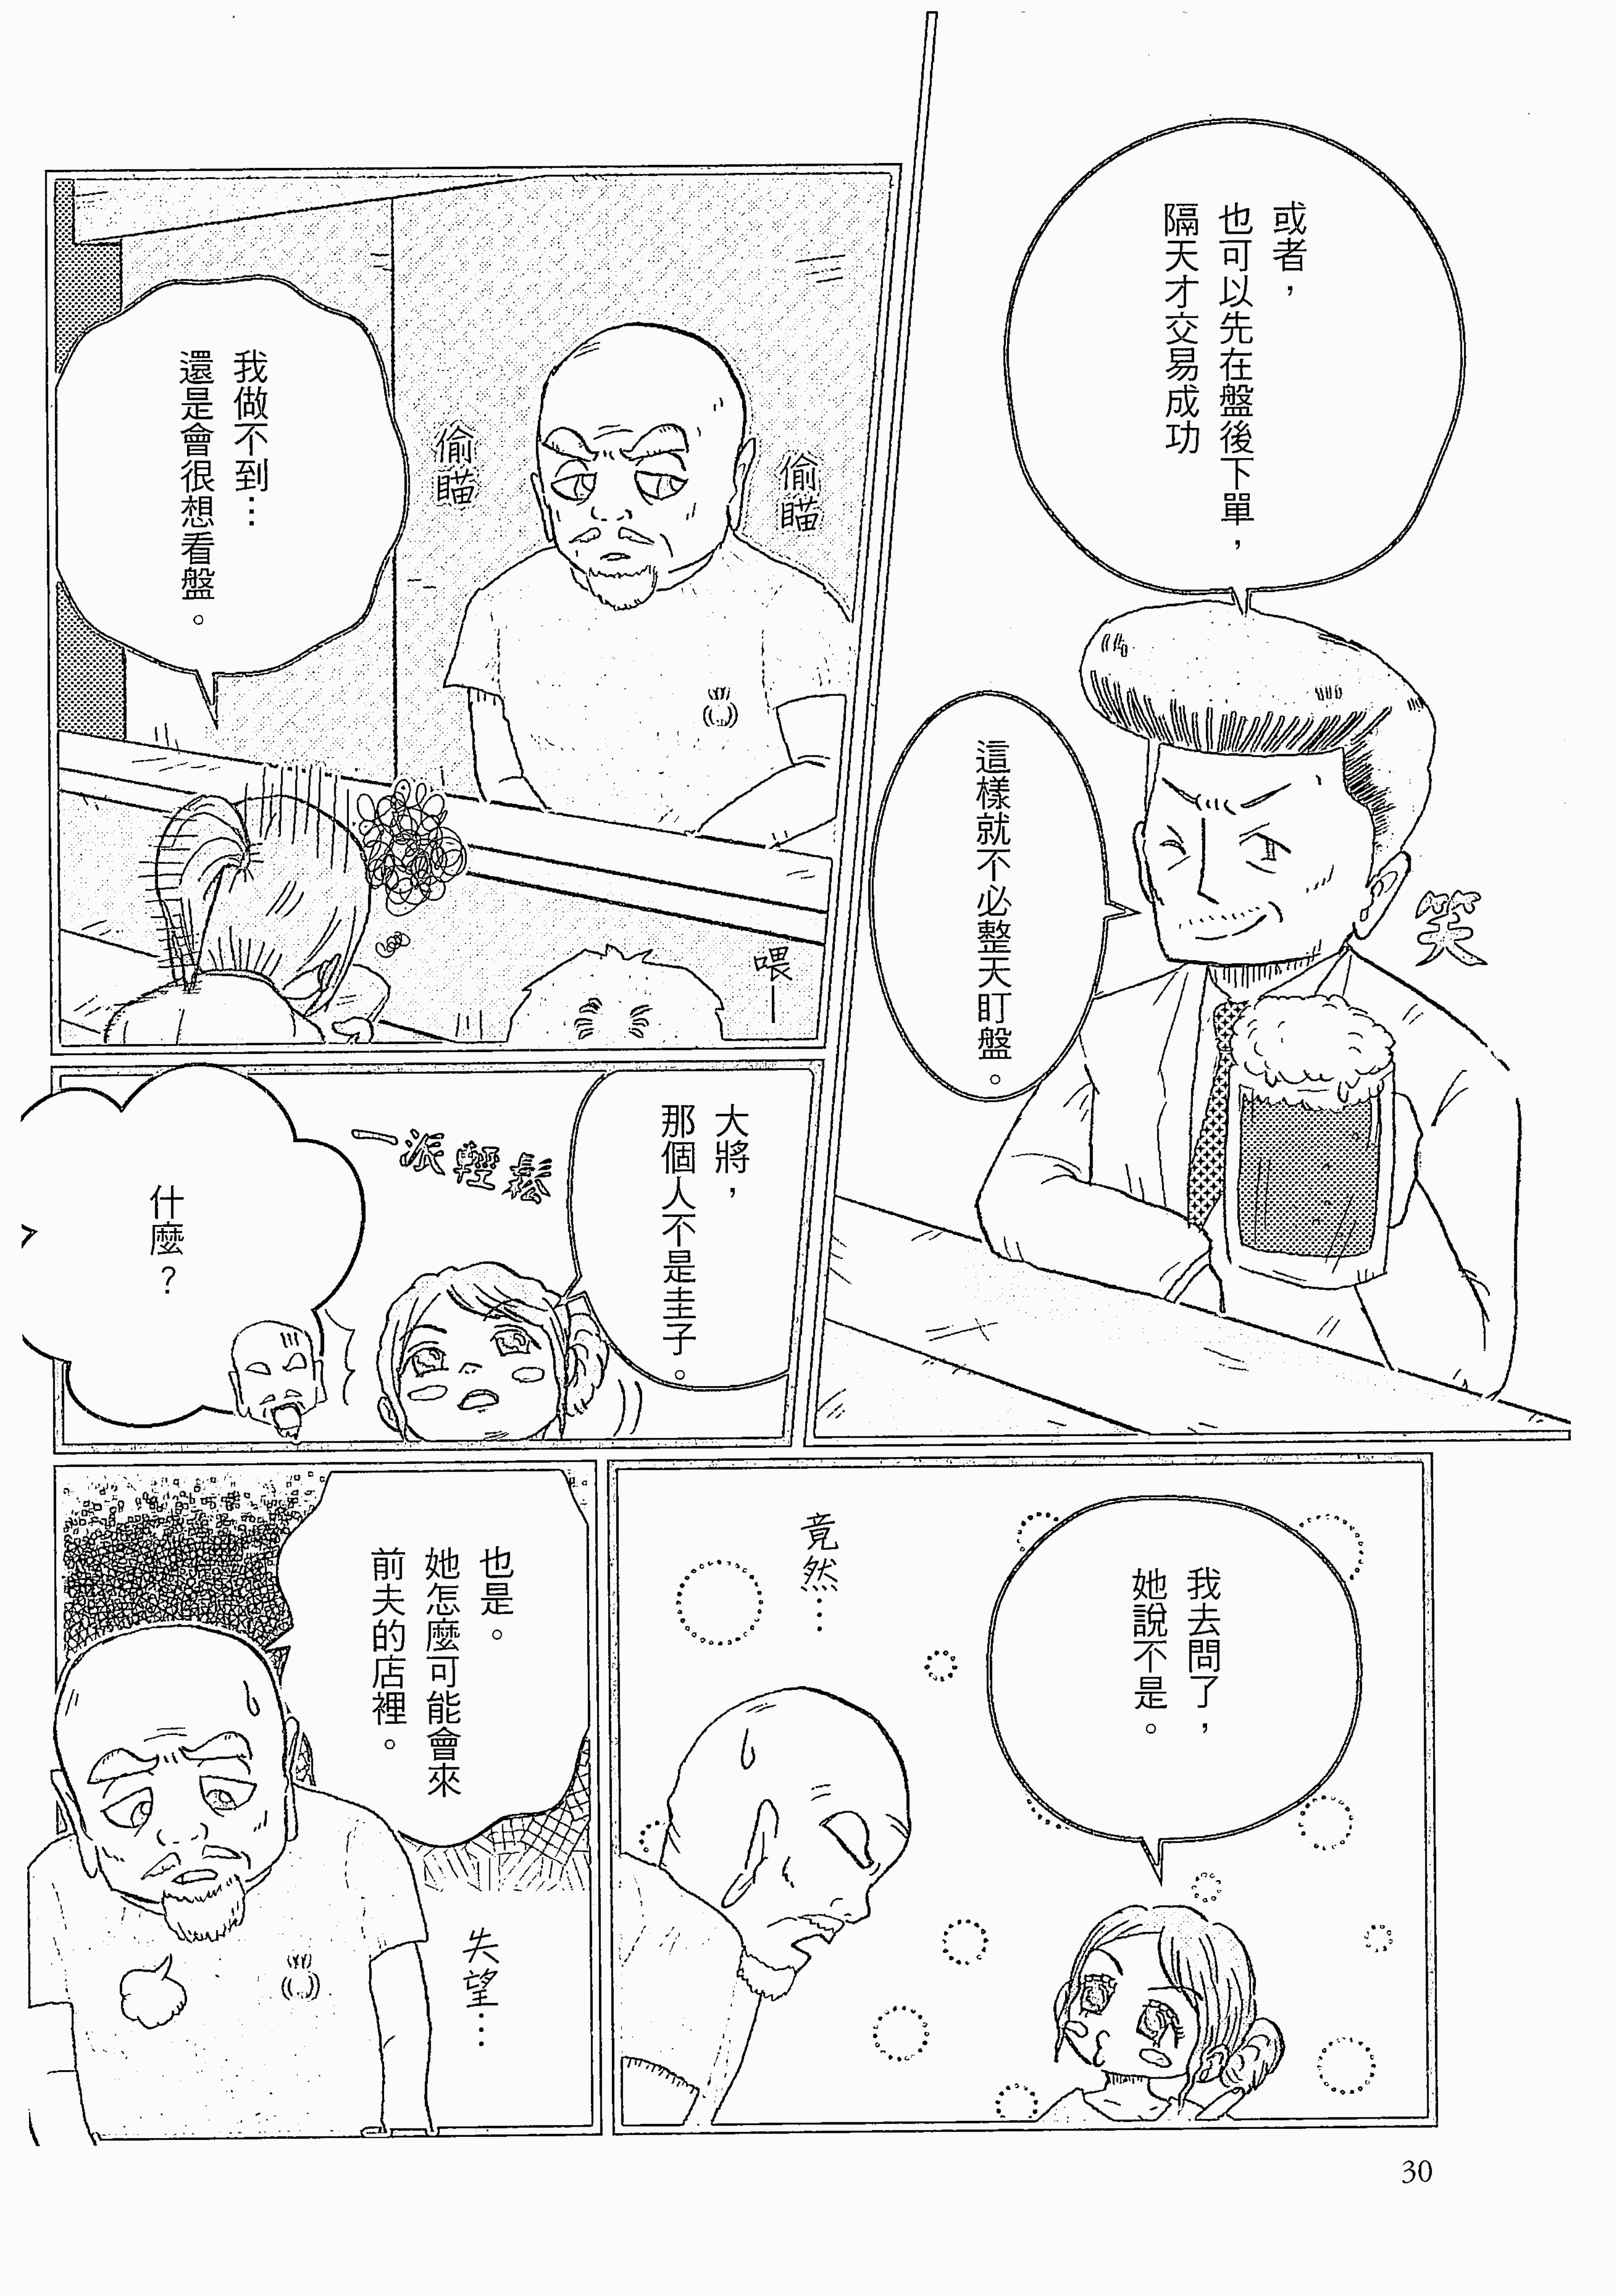 或者，
也可以先在盤後下單，
隔天才交易成功
這樣就不必整天盯盤。
笑
偷瞄
偷瞄
我做不到…
還是會很想看盤。
喂—
大將，
那個人不是圭子。
一派輕鬆
什麼？
我去問了，
她說不是。
竟然…
也是。
她怎麼可能會來
前夫的店裡。
失望…
30